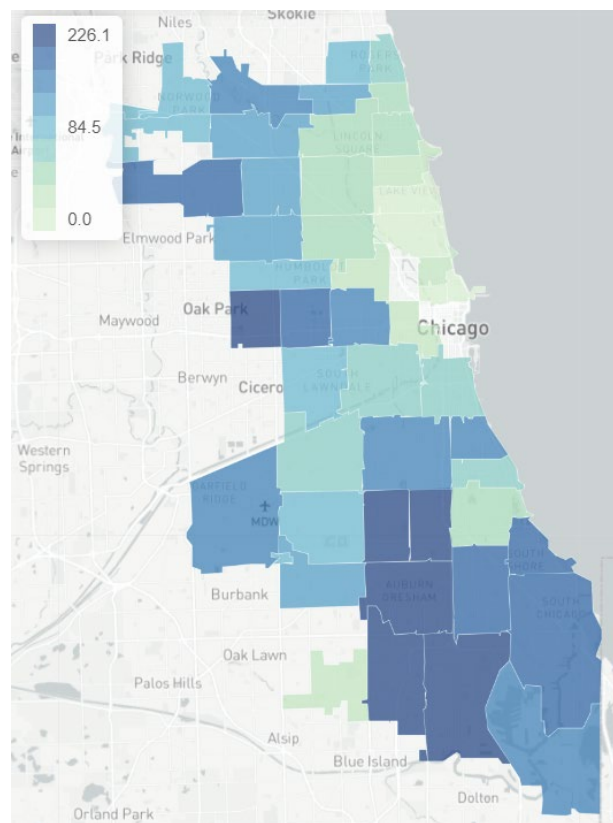 Skokie
Niles
226.1
Park Ridge
ROGERS
PARK
NORWOOD
PARK
84.5
LINCOLN
SQUARE
International
Airport
LAKE VIEW
0.0
Elmwood Park
HUMBOLDT
PARK
Oak Park
Maywood
Chicago
Berwyn
SOUTH
LAWNDALE
Cicero
Western
Springs
GARFIELD
RIDGE
MDW
SOUTH
SHORE
Burbank
AUBURN
GRESHAM
SOUTH
CHICAGO
Oak Lawn
Palos Hills
Alsip
Blue Island
Dolton
Orland Park